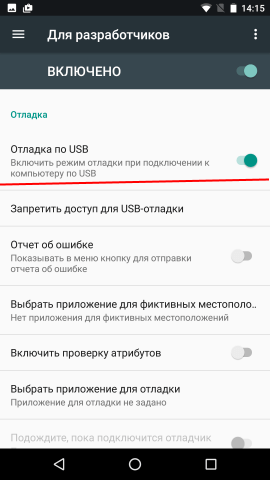 14:15
Для разработчиков
ВКЛЮЧЕНО
Отладка
Отладка по USB
Включить режим отладки при подключении к
компьютеру по USB
Запретить доступ для USB-отладки
Отчет об ошибке
Показывать в меню кнопку для отправки
отчета об ошибке
Выбрать приложение для фиктивных местополо..
Нет приложения для фиктивных местоположений
Включить проверку атрибутов
Выбрать приложение для отладки
Приложение для отладки не задано
Подождите, пока подключится отладчик